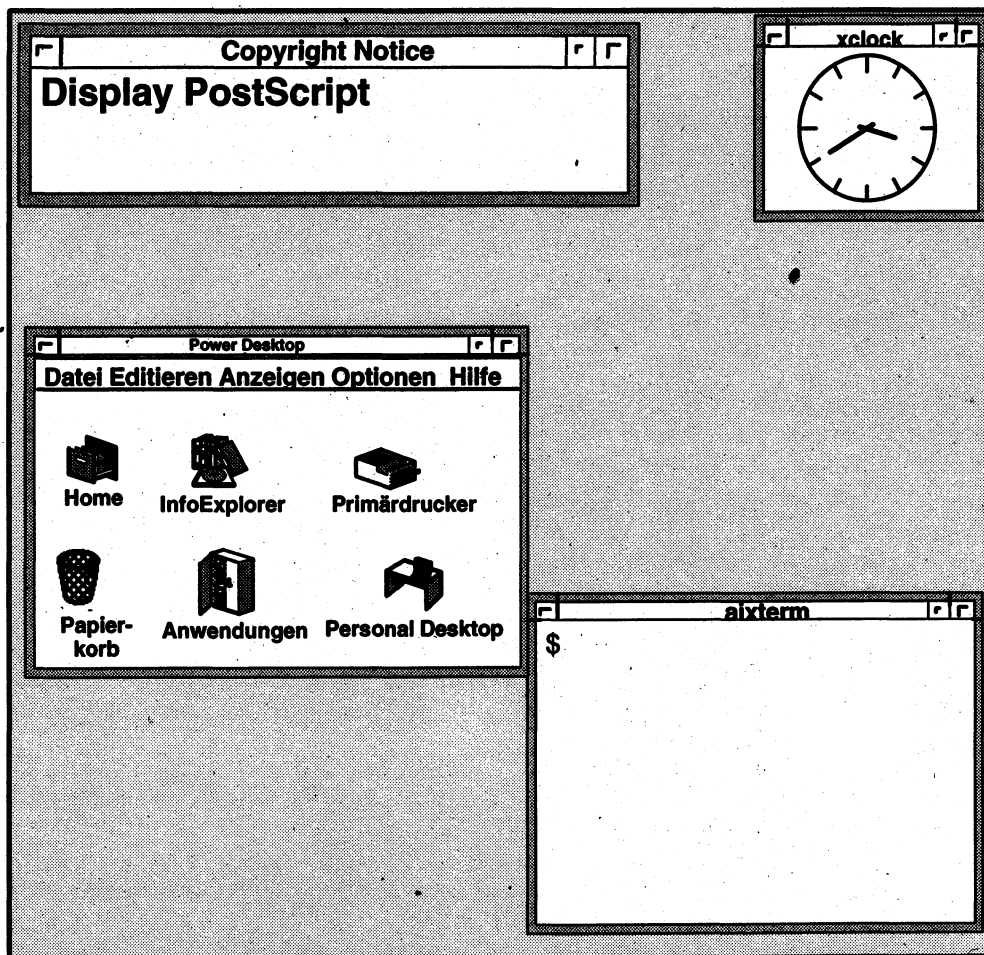 Copyright Notice
Display PostScript
xclock
Power Desktop
Datei Editieren Anzeigen Optionen Hilfe
Home
InfoExplorer
Primärdrucker
Papier-
korb
Anwendungen
Personal Desktop
aixterm
$